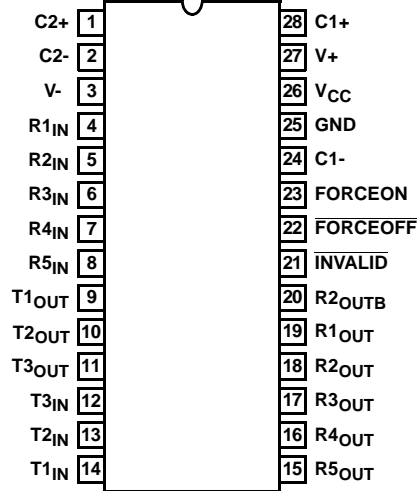 C2+ 1 28 C1+
C2- 2 27 V+
V- 3 26 VCC
R1IN 4 25 GND
R2IN 5 24 C1-
R3IN 6 23 FORCEON
R4IN 7 22 FORCEOFF
R5IN 8 21 INVALID
T1OUT 9 20 R2OUTB
T2OUT 10 19 R1OUT
T3OUT 11 18 R2OUT
T3IN 12 17 R3OUT
T2IN 13 16 R4OUT
T1IN 14 15 R5OUT